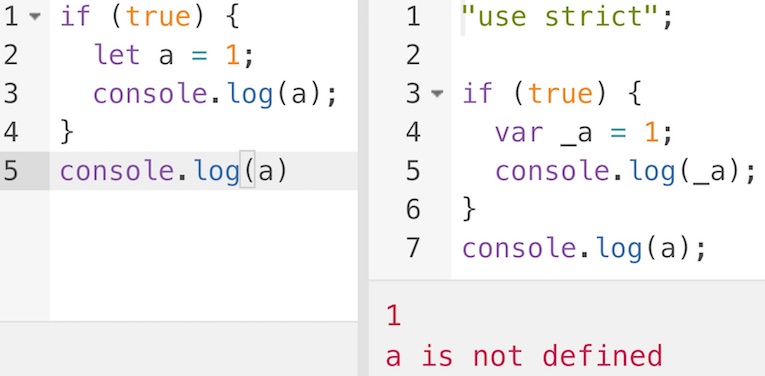 1 if (true) {
2 let a = 1;
3 console.log(a);
4 }
5 console.log(a)
1 "use strict";
2
3 if (true) {
4 var _a = 1;
5 console.log(_a);
6 }
7 console.log(a);
1
a is not defined